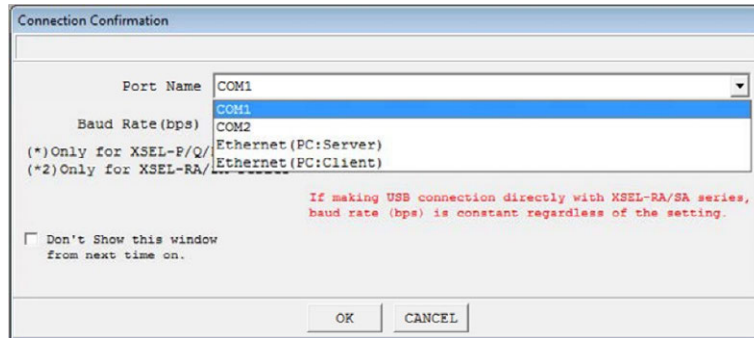 Connection Confirmation
Port Name COM1
COM1
Baud Rate(bps) COM2
Ethernet(PC:Server)
(*)Only for XSEL-P/Q/
Ethernet(PC:Client)
(*2)Only for XSEL-RA/
If making USB connection directly with XSEL-RA/SA series,
baud rate (bps) is constant regardless of the setting.
Don't Show this window
from next time on.
OK CANCEL